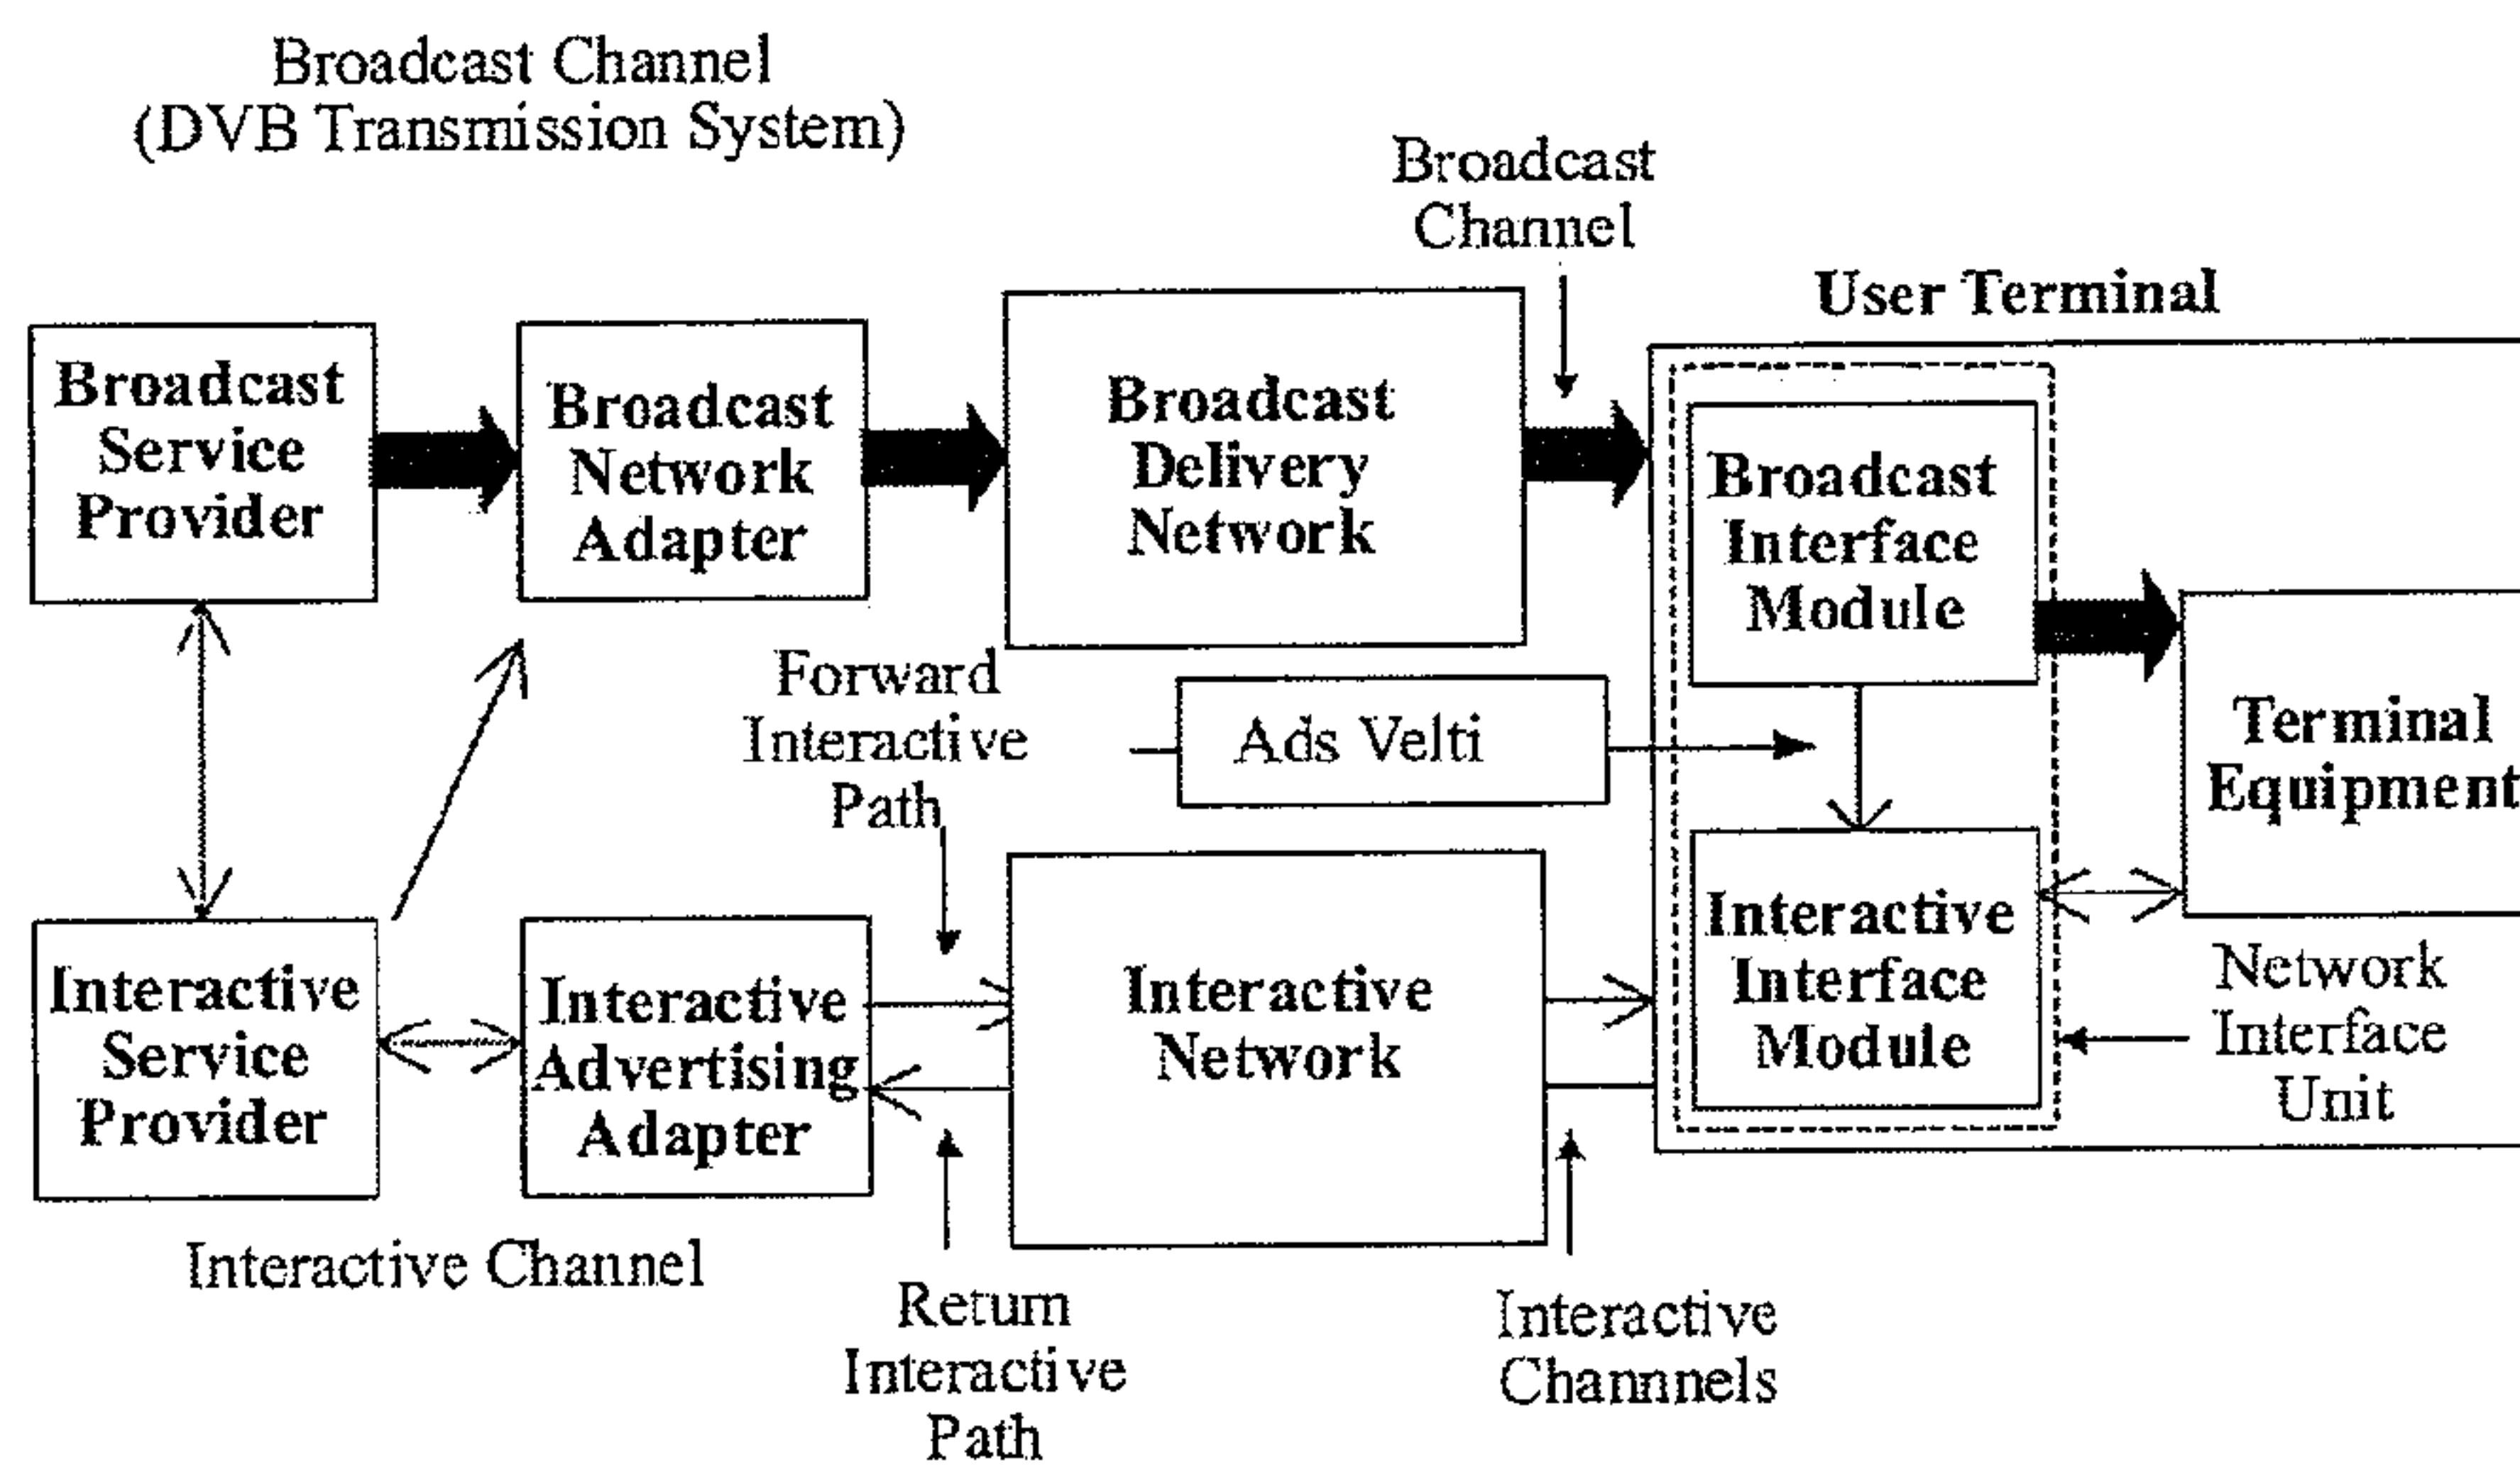 Broadcast Channel
(DVB Transmission System)
Broadcast
Channel
User Terminal
Broadcast
Service
Provider
Broadcast
Network
Adapter
Broadcast
Delivery
Network
Broadcast
Interface
Module
Forward
Interactive
Path
Ads Velti
Terminal
Equipment
Interactive
Service
Provider
Interactive
Advertising
Adapter
Interactive
Network
Interactive
Interface
Module
Network
Interface
Unit
Interactive Channel
Return
Interactive
Path
Interactive
Channnels